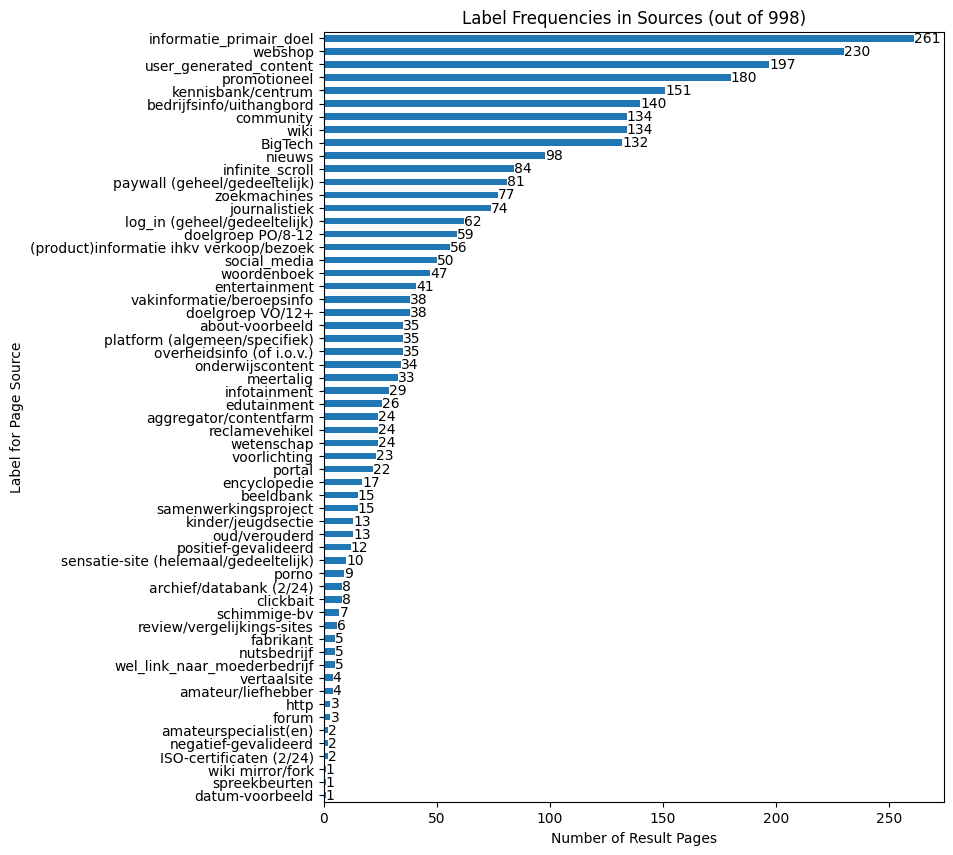 Label Frequencies in Sources (out of 998)
informatie_primair_doel 261
webshop 230
user_generated_content 197
promotioneel 180
kennisbank/centrum 151
bedrijfsinfo/uithangbord 140
community 134
wiki 134
BigTech 132
nieuws 98
infinite_scroll 84
paywall (geheel/gedeeltelijk) 81
zoekmachines 77
journalistiek 74
log_in (geheel/gedeeltelijk) 62
doelgroep PO/8-12 59
(product)informatie ihkv verkoop/bezoek 56
social_media 50
woordenboek 47
entertainment 41
vakinformatie/beroepsinfo 38
doelgroep VO/12+ 38
about-voorbeeld 35
platform (algemeen/specifiek) 35
overheidsinfo (of i.o.v.) 35
onderwijscontent 34
meertalig 33
infotainment 29
edutainment 26
aggregator/contentfarm 24
reclamevehikel 24
wetenschap 24
voorlichting 23
portal 22
encyclopedie 17
beeldbank 15
samenwerkingsproject 15
kinder/jeugdsectie 13
oud/verouderd 13
positief-gevalideerd 12
sensatie-site (helemaal/gedeeltelijk) 10
porno 9
archief/databank (2/24) 8
clickbait 8
schimmige-bv 7
review/vergelijkings-sites 6
fabrikant 5
nutsbedrijf 5
wel_link_naar_moederbedrijf 5
vertaalsite 4
amateur/liefhebber 4
http 3
forum 3
amateurspecialist(en) 2
negatief-gevalideerd 2
ISO-certificaten (2/24) 2
wiki mirror/fork 1
spreekbeurten 1
datum-voorbeeld 1
Label for Page Source
0 50 100 150 200 250
Number of Result Pages